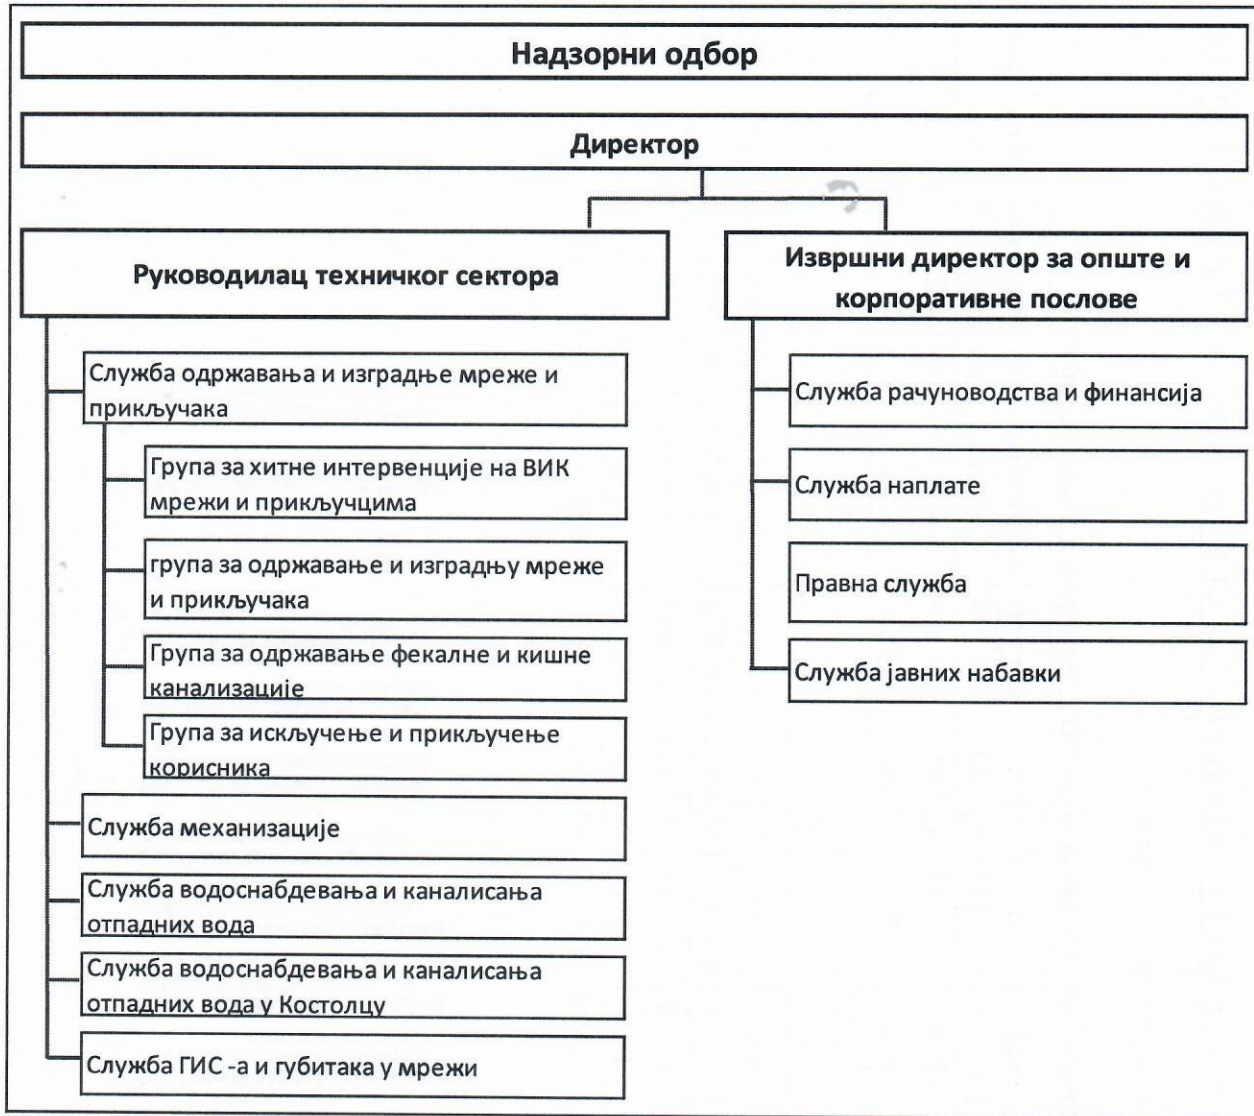 Надзорни одбор
Директор
Руководилац техничког сектора
Извршни директор за опште и
корпоративне послове
Служба одржавања и изградње мреже и
прикључака
Група за хитне интервенције на ВИК
мрежи и прикључцима
група за одржавање и изградњу мреже
и прикључака
Група за одржавање фекалне и кишне
канализације
Група за искључење и прикључење
корисника
Служба механизације
Служба водоснабдевања и каналисања
отпадних вода
Служба водоснабдевања и каналисања
отпадних вода у Костолцу
Служба ГИС -а и губитака у мрежи
Служба рачуноводства и финансија
Служба наплате
Правна служба
Служба јавних набавки